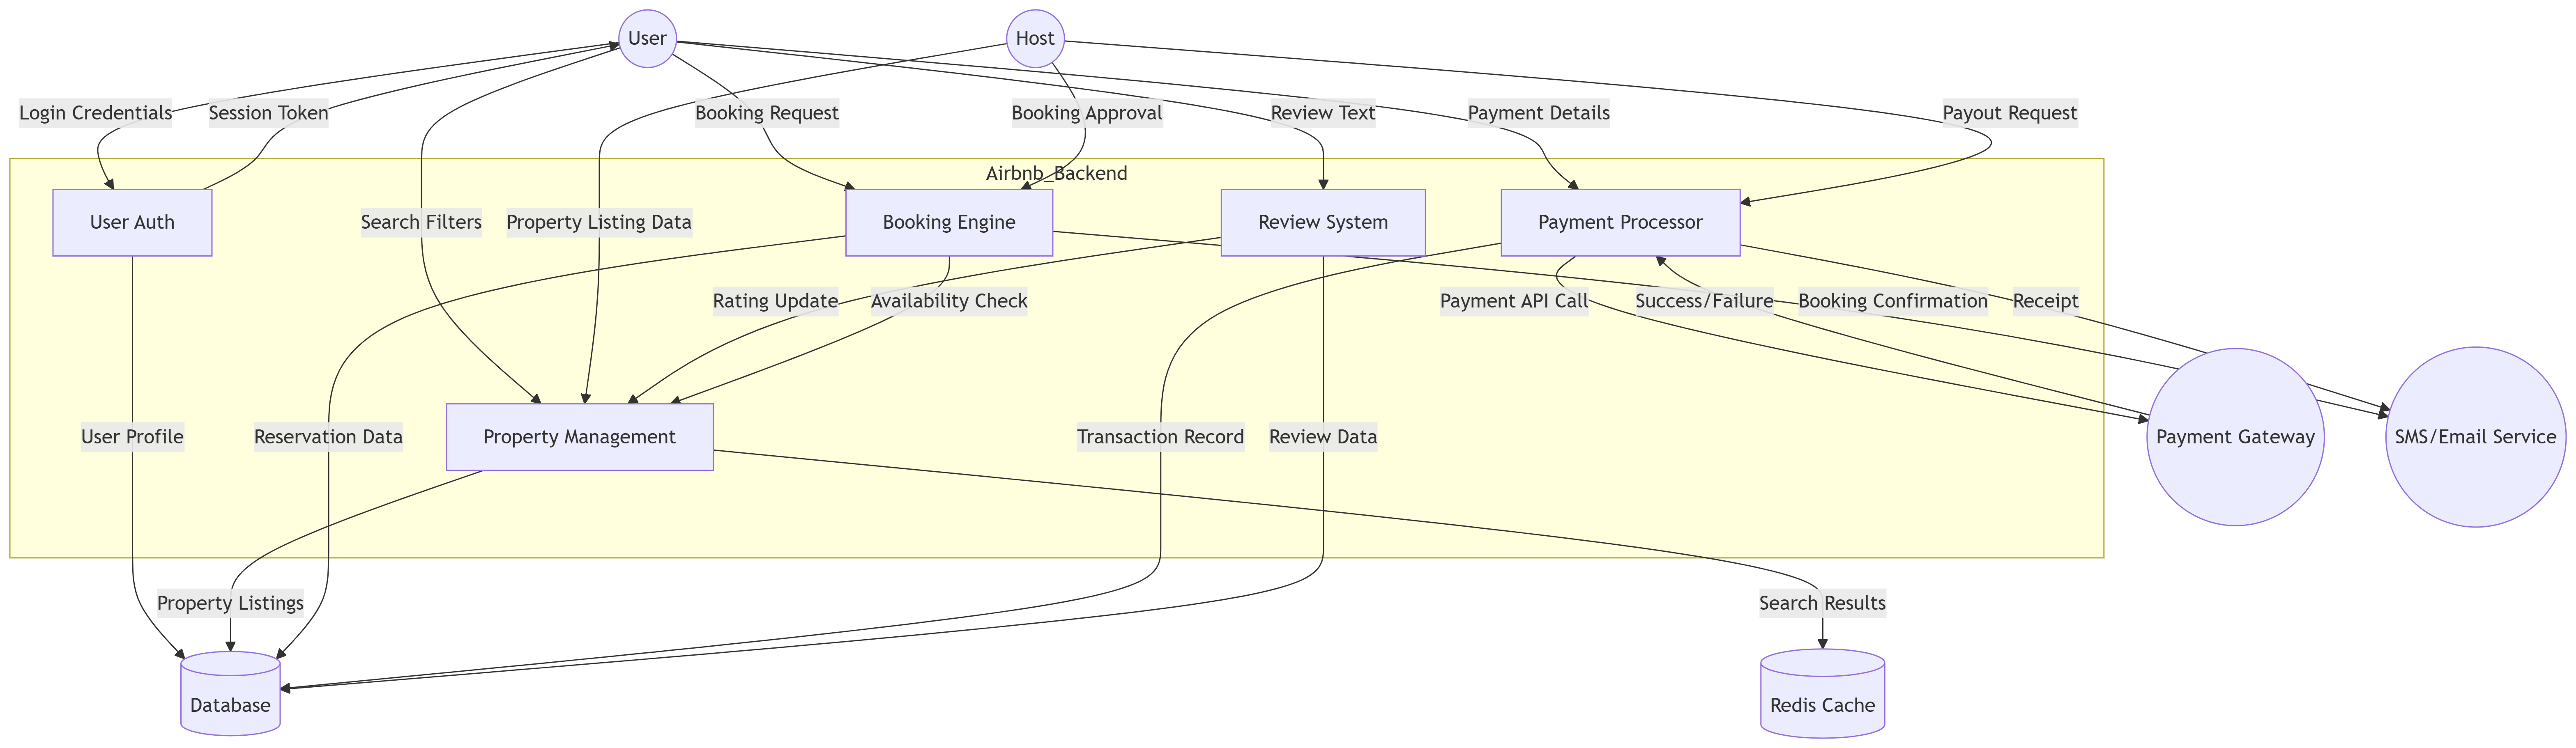 User
Host
Login Credentials
Session Token
Booking Request
Booking Approval
Review Text
Payment Details
Payout Request
Airbnb_Backend
User Auth
Search Filters
Property Listing Data
Booking Engine
Review System
Payment Processor
Rating Update
Availability Check
Payment API Call
Success/Failure
Booking Confirmation
Receipt
User Profile
Reservation Data
Property Management
Transaction Record
Review Data
Payment Gateway
SMS/Email Service
Property Listings
Search Results
Database
Redis Cache